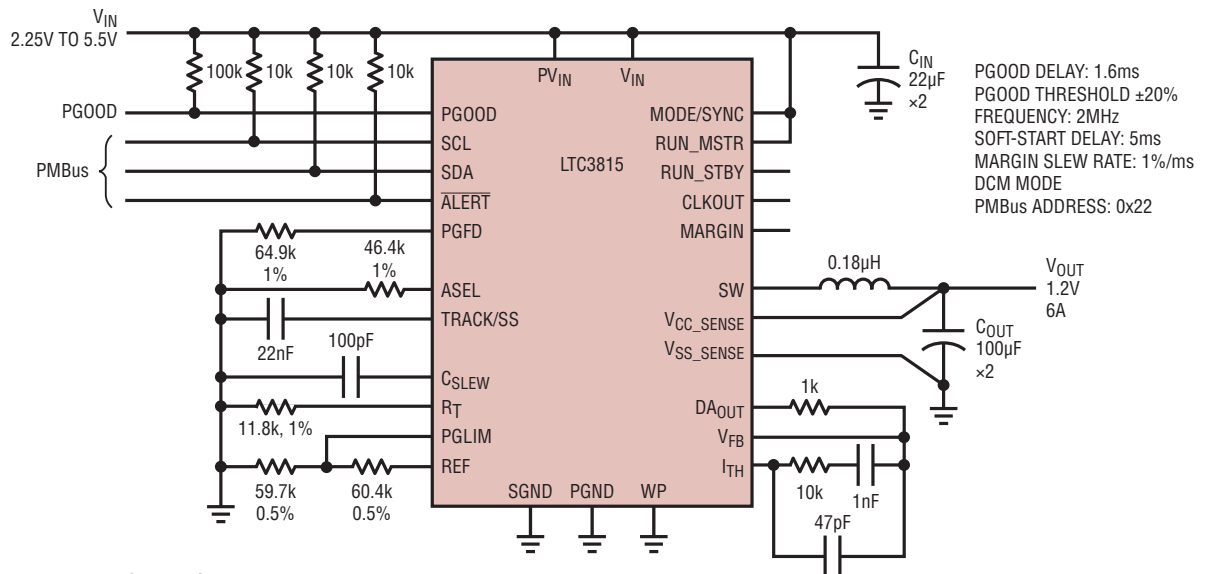 VIN
2.25V TO 5.5V
100k
10k
10k
10k
PVIN
VIN
CIN
22µF
×2
PGOOD DELAY: 1.6ms
PGOOD THRESHOLD ±20%
FREQUENCY: 2MHz
SOFT-START DELAY: 5ms
MARGIN SLEW RATE: 1%/ms
DCM MODE
PMBus ADDRESS: 0x22
PGOOD
PMBus
PGOOD
SCL
SDA
ALERT
PGFD
ASEL
TRACK/SS
CSLEW
RT
PGLIM
REF
LTC3815
MODE/SYNC
RUN_MSTR
RUN_STBY
CLKOUT
MARGIN
SW
VCC_SENSE
VSS_SENSE
DAOUT
VFB
ITH
SGND
PGND
WP
64.9k
1%
46.4k
1%
22nF
100pF
11.8k, 1%
59.7k
0.5%
60.4k
0.5%
0.18µH
VOUT
1.2V
6A
COUT
100µF
×2
1k
10k
1nF
47pF